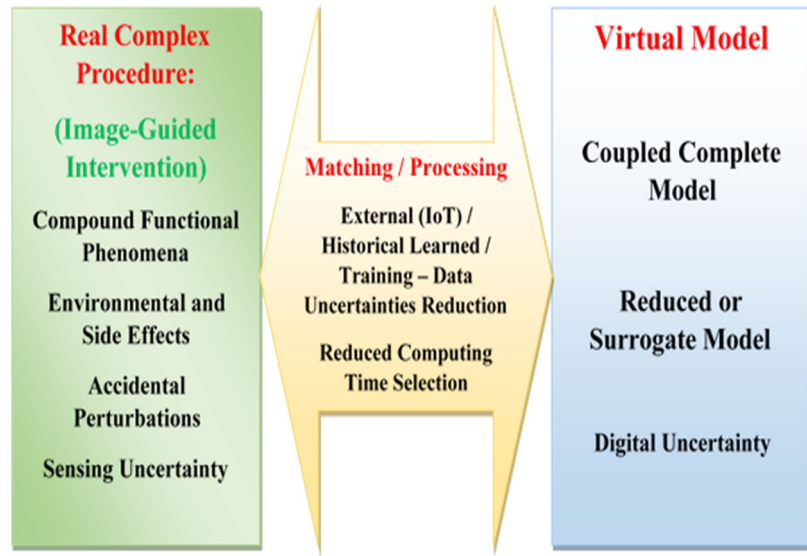 Real Complex
Procedure:
(Image-Guided
Intervention)
Compound Functional
Phenomena
Environmental and
Side Effects
Accidental
Perturbations
Sensing Uncertainty
Matching / Processing
External (IoT) /
Historical Learned /
Training – Data
Uncertainties Reduction
Reduced Computing
Time Selection
Virtual Model
Coupled Complete
Model
Reduced or
Surrogate Model
Digital Uncertainty